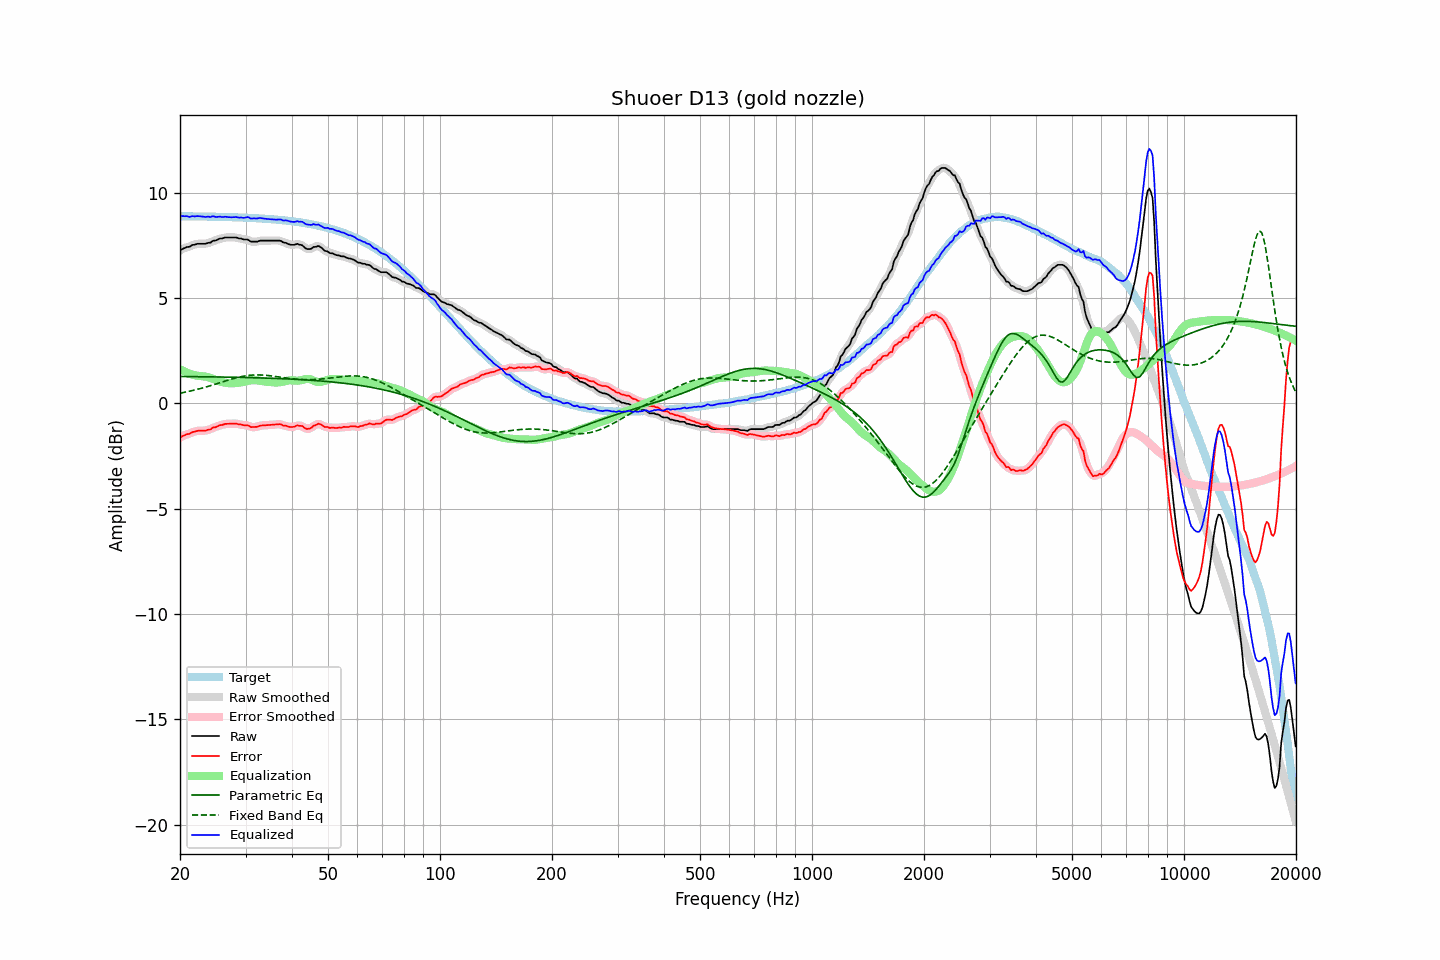 Shuoer D13 (gold nozzle)
10
5
0
−5
−10
−15
−20
Amplitude (dBr)
Target
Raw Smoothed
Error Smoothed
Raw
Error
Equalization
Parametric Eq
Fixed Band Eq
Equalized
20 50 100 200 500 1000 2000 5000 10000 20000
Frequency (Hz)